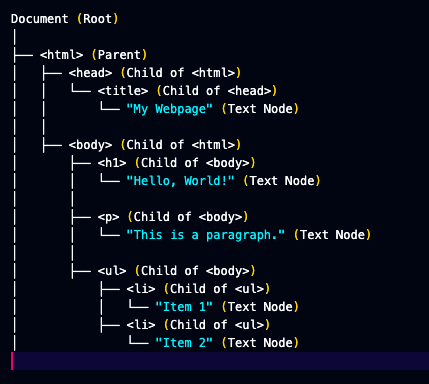 Document (Root)
│
├── <html> (Parent)
│   ├── <head> (Child of <html>)
│   │   └── <title> (Child of <head>)
│   │       └── "My Webpage" (Text Node)
│   │
│   ├── <body> (Child of <html>)
│       ├── <h1> (Child of <body>)
│       │   └── "Hello, World!" (Text Node)
│       │
│       ├── <p> (Child of <body>)
│       │   └── "This is a paragraph." (Text Node)
│       │
│       ├── <ul> (Child of <body>)
│           ├── <li> (Child of <ul>)
│           │   └── "Item 1" (Text Node)
│           ├── <li> (Child of <ul>)
│               └── "Item 2" (Text Node)